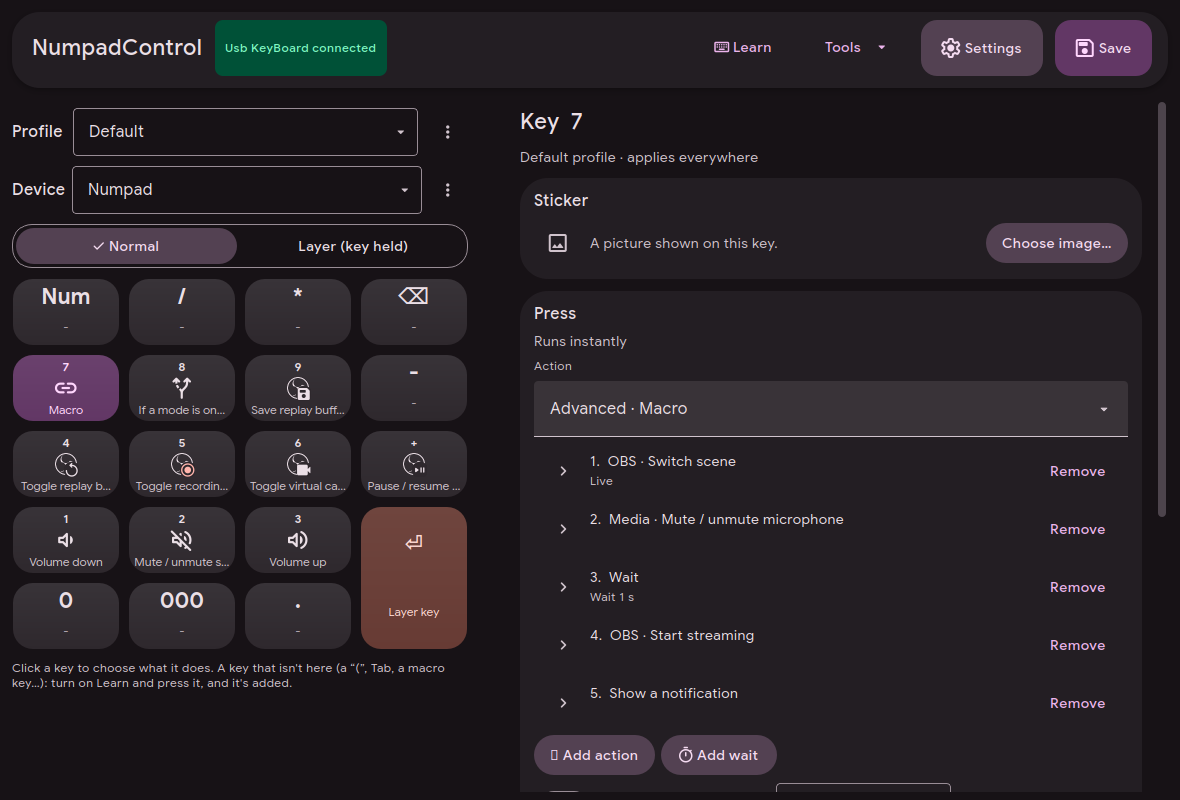 NumpadControl
Usb KeyBoard connected
Learn
Tools
Settings
Save
Profile
Default
Device
Numpad
Normal
Layer (key held)
Num
-
/
-
*
-
⌫
-
7
Macro
8
If a mode is on...
9
Save replay buff...
-
-
4
Toggle replay b...
5
Toggle recordin...
6
Toggle virtual ca...
+
Pause / resume ...
1
Volume down
2
Mute / unmute s...
3
Volume up
⏎
Layer key
0
-
000
-
.
-
Click a key to choose what it does. A key that isn't here (a “(”, Tab, a macro
key…): turn on Learn and press it, and it's added.
Key 7
Default profile · applies everywhere
Sticker
A picture shown on this key.
Choose image…
Press
Runs instantly
Action
Advanced · Macro
1. OBS · Switch scene
Live
Remove
2. Media · Mute / unmute microphone
Remove
3. Wait
Wait 1 s
Remove
4. OBS · Start streaming
Remove
5. Show a notification
Remove
Add action
Add wait